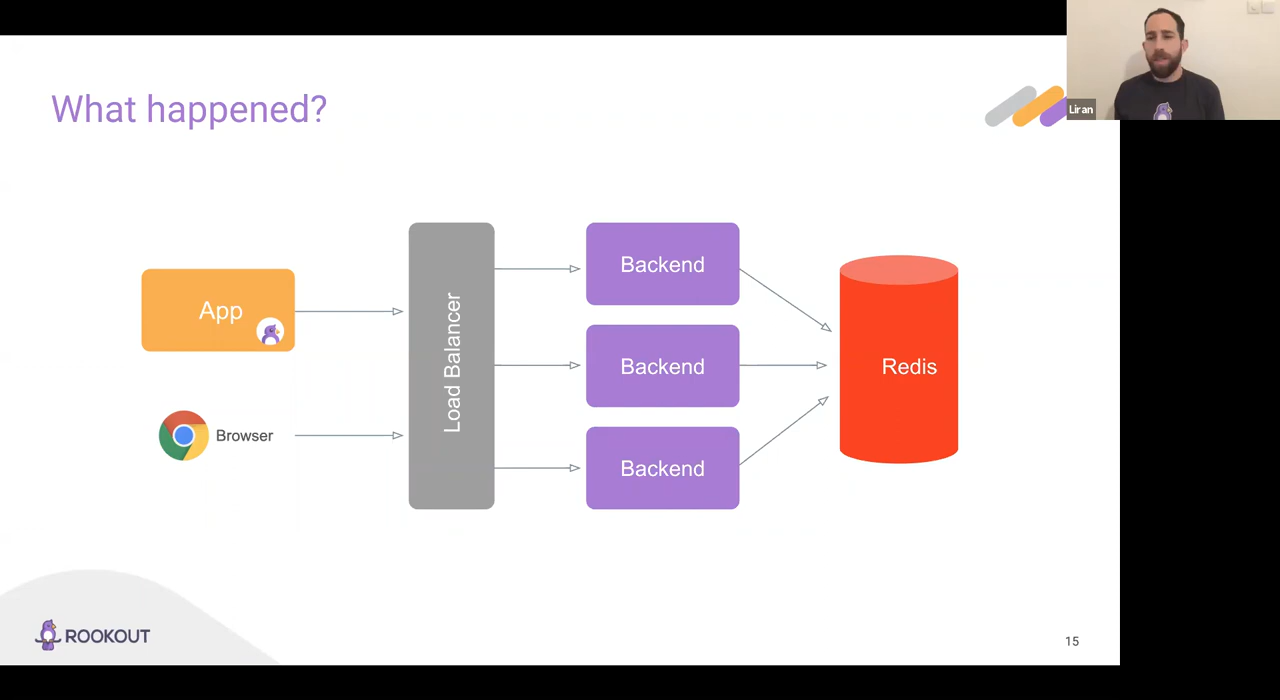 What happened?
Liran
App
Browser
Load Balancer
Backend
Backend
Backend
Redis
ROOKOUT
15